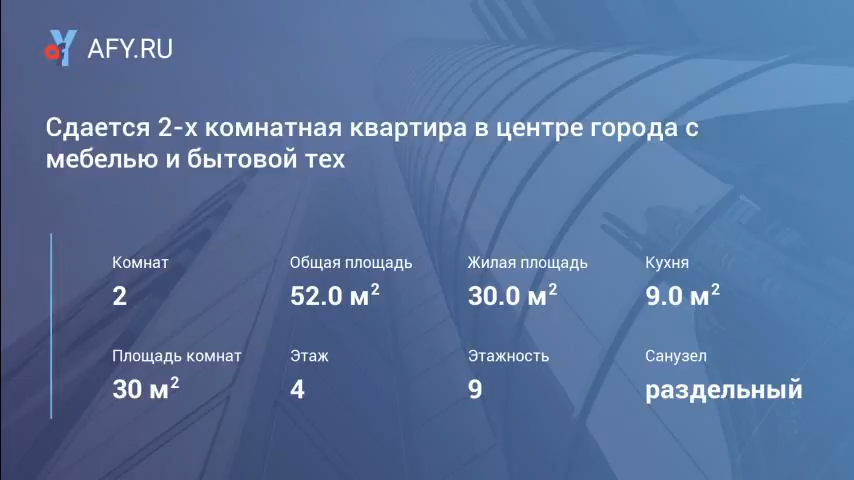 AFY.RU
Сдается 2-х комнатная квартира в центре города с
мебелью и бытовой тех
Комнат
2
Общая площадь
52.0 м²
Жилая площадь
30.0 м²
Кухня
9.0 м²
Площадь комнат
30 м²
Этаж
4
Этажность
9
Санузел
раздельный